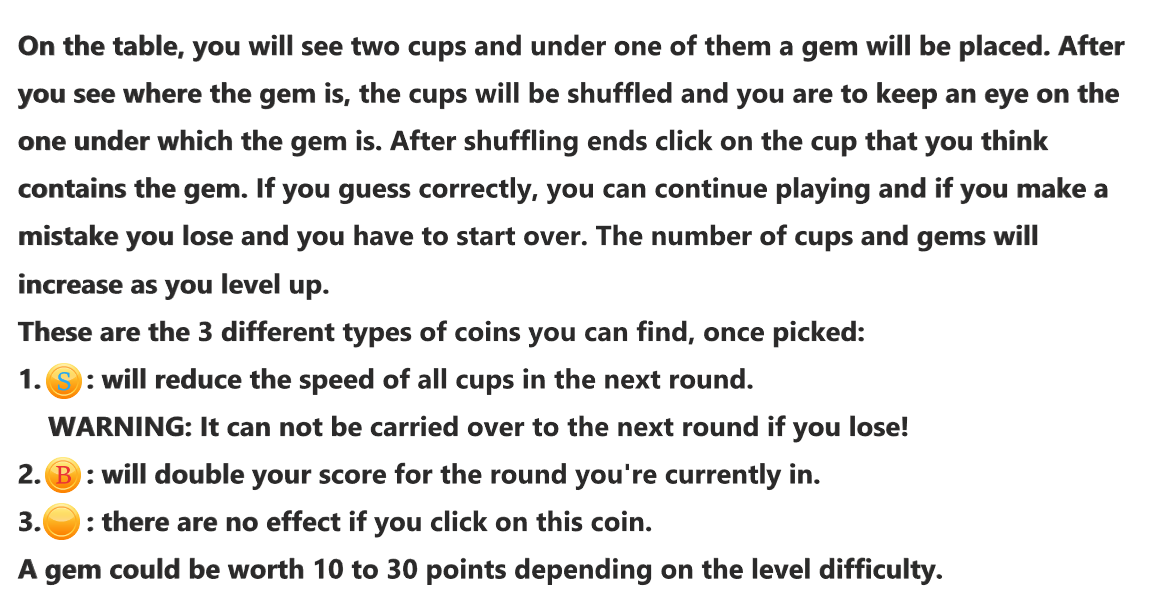 On the table, you will see two cups and under one of them a gem will be placed. After
you see where the gem is, the cups will be shuffled and you are to keep an eye on the
one under which the gem is. After shuffling ends click on the cup that you think
contains the gem. If you guess correctly, you can continue playing and if you make a
mistake you lose and you have to start over. The number of cups and gems will
increase as you level up.
These are the 3 different types of coins you can find, once picked:
1. S : will reduce the speed of all cups in the next round.
WARNING: It can not be carried over to the next round if you lose!
2. B : will double your score for the round you're currently in.
3. : there are no effect if you click on this coin.
A gem could be worth 10 to 30 points depending on the level difficulty.